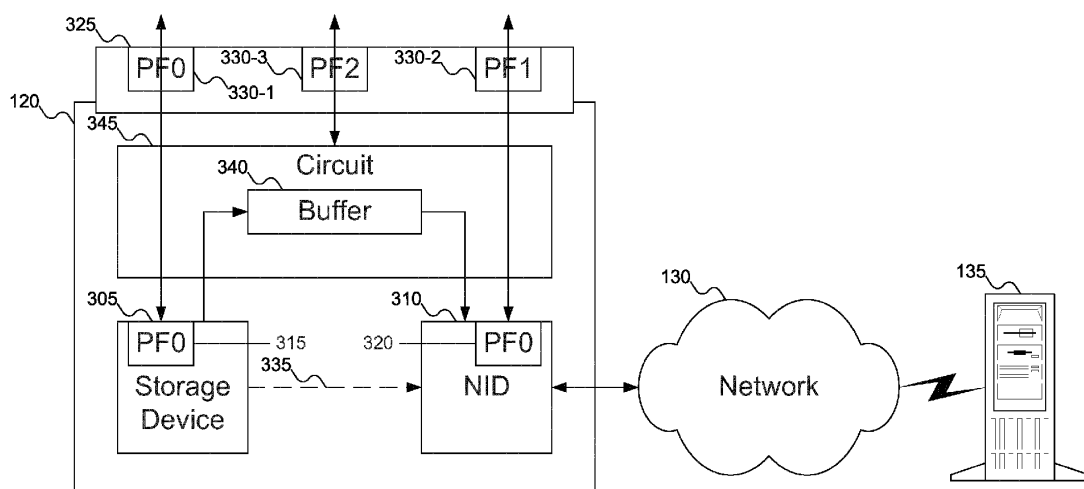 325
PF0
330-3
PF2
330-2
PF1
330-1
120
345
Circuit
340
Buffer
305
PF0
315
310
320
PF0
130
135
335
Storage
Device
NID
Network